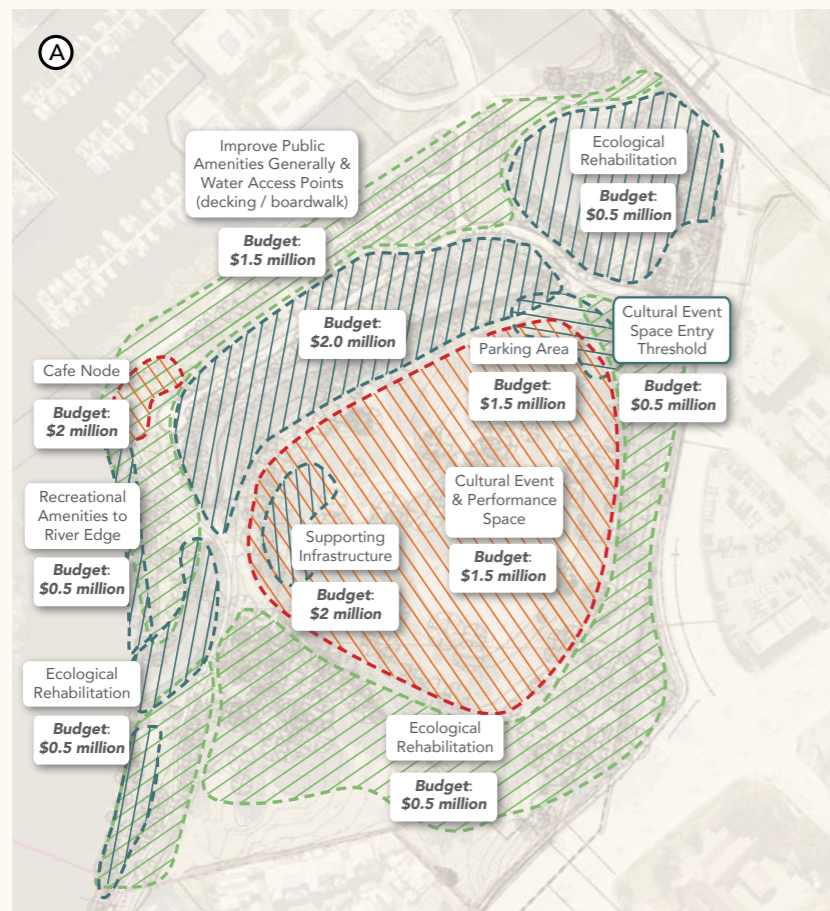 A
Improve Public
Amenities Generally &
Water Access Points
(decking / boardwalk)
Budget:
$1.5 million
Ecological
Rehabilitation
Budget:
$0.5 million
Budget:
$2.0 million
Parking Area
Budget:
$1.5 million
Cultural Event
Space Entry
Threshold
Budget:
$0.5 million
Cafe Node
Budget:
$2 million
Recreational
Amenities to
River Edge
Budget:
$0.5 million
Supporting
Infrastructure
Budget:
$2 million
Cultural Event
& Performance
Space
Budget:
$1.5 million
Ecological
Rehabilitation
Budget:
$0.5 million
Ecological
Rehabilitation
Budget:
$0.5 million